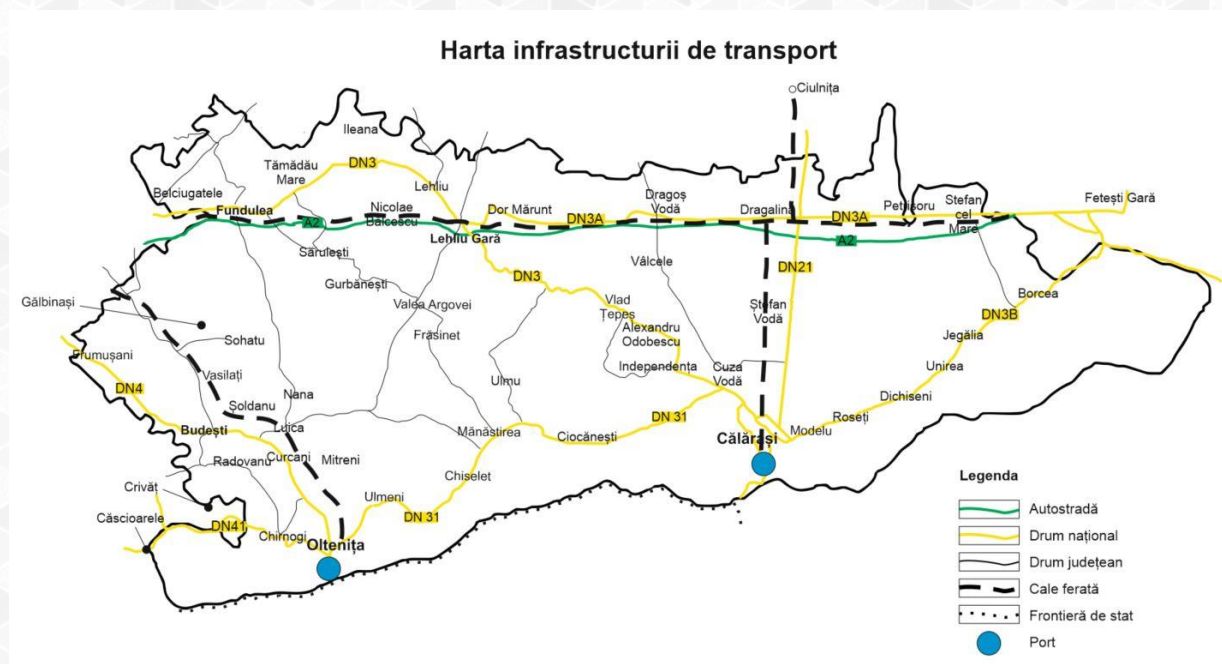 Harta infrastructurii de transport
Ciulnița
Ileana
Tămădău
Mare
DN3
Belciugatele
Lehliu
Fundulea
Nicolae
Bălcescu
A2
Dor Mărunt
DN3A
Dragoș
Vodă
Dragalina
DN3A
Petișoru
Ștefan
cel
Mare
Fetești Gară
Lehliu Gară
A2
Sărulești
Gurbănești
DN3
Vâlcele
DN21
Gălbinași
Valea Argovei
Vlad
Țepeș
Ștefan
Vodă
Borcea
DN3B
Sohatu
Frăsinet
Alexandru
Odobescu
Jegălia
Frumușani
Vasilați
Ulmu
Independența
Cuza
Vodă
Unirea
DN4
Nana
Dichiseni
Șoldanu
DN 31
Roseți
Budești
Luica
Mănăstirea
Ciocănești
Călărași
Modelu
Radovanu
Curcani
Mitreni
Chiselet
Crivăț
Ulmeni
DN 31
Căscioarele
DN41
Chirnogi
Oltenița
Legenda
Autostradă
Drum național
Drum județean
Cale ferată
Frontieră de stat
Port